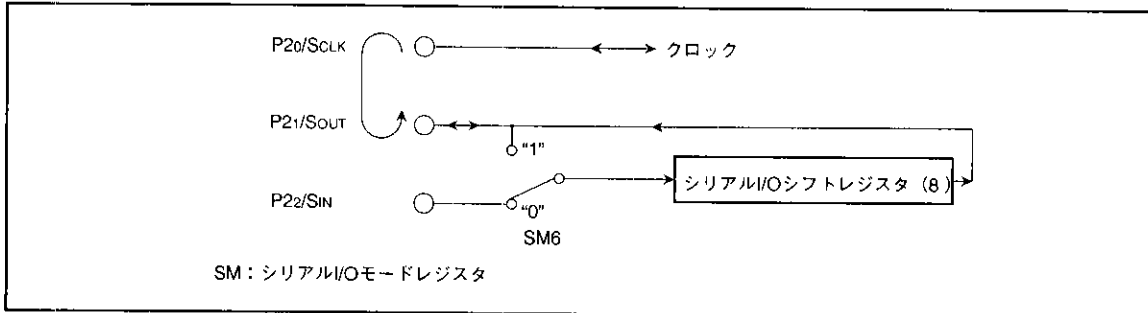 P20/SCLK
クロック
P21/SOUT
"1"
シリアルI/Oシフトレジスタ (8)
P22/SIN
"0"
SM6
SM：シリアルI/Oモードレジスタ